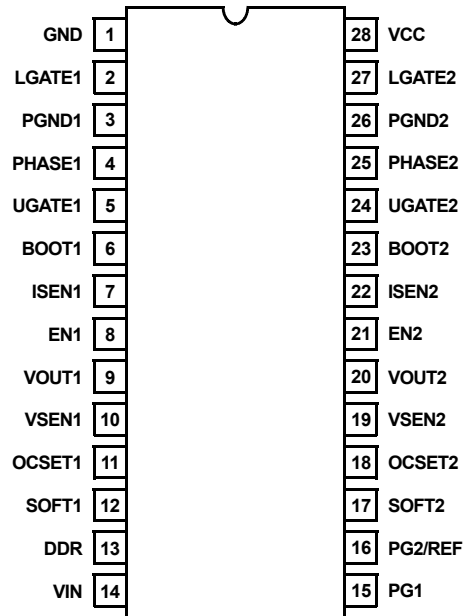 GND 1 28 VCC
LGATE1 2 27 LGATE2
PGND1 3 26 PGND2
PHASE1 4 25 PHASE2
UGATE1 5 24 UGATE2
BOOT1 6 23 BOOT2
ISEN1 7 22 ISEN2
EN1 8 21 EN2
VOUT1 9 20 VOUT2
VSEN1 10 19 VSEN2
OCSET1 11 18 OCSET2
SOFT1 12 17 SOFT2
DDR 13 16 PG2/REF
VIN 14 15 PG1